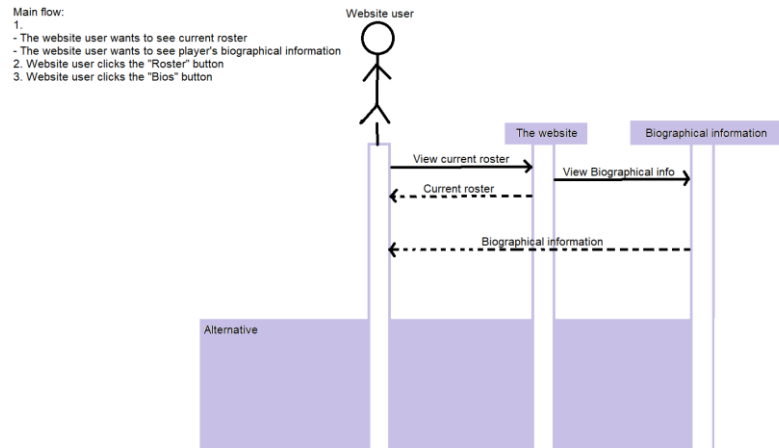 Main flow:
1.
- The website user wants to see current roster
- The website user wants to see player's biographical information
2. Website user clicks the "Roster" button
3. Website user clicks the "Bios" button
Website user
The website
Biographical information
View current roster
View Biographical info
Current roster
Biographical information
Alternative